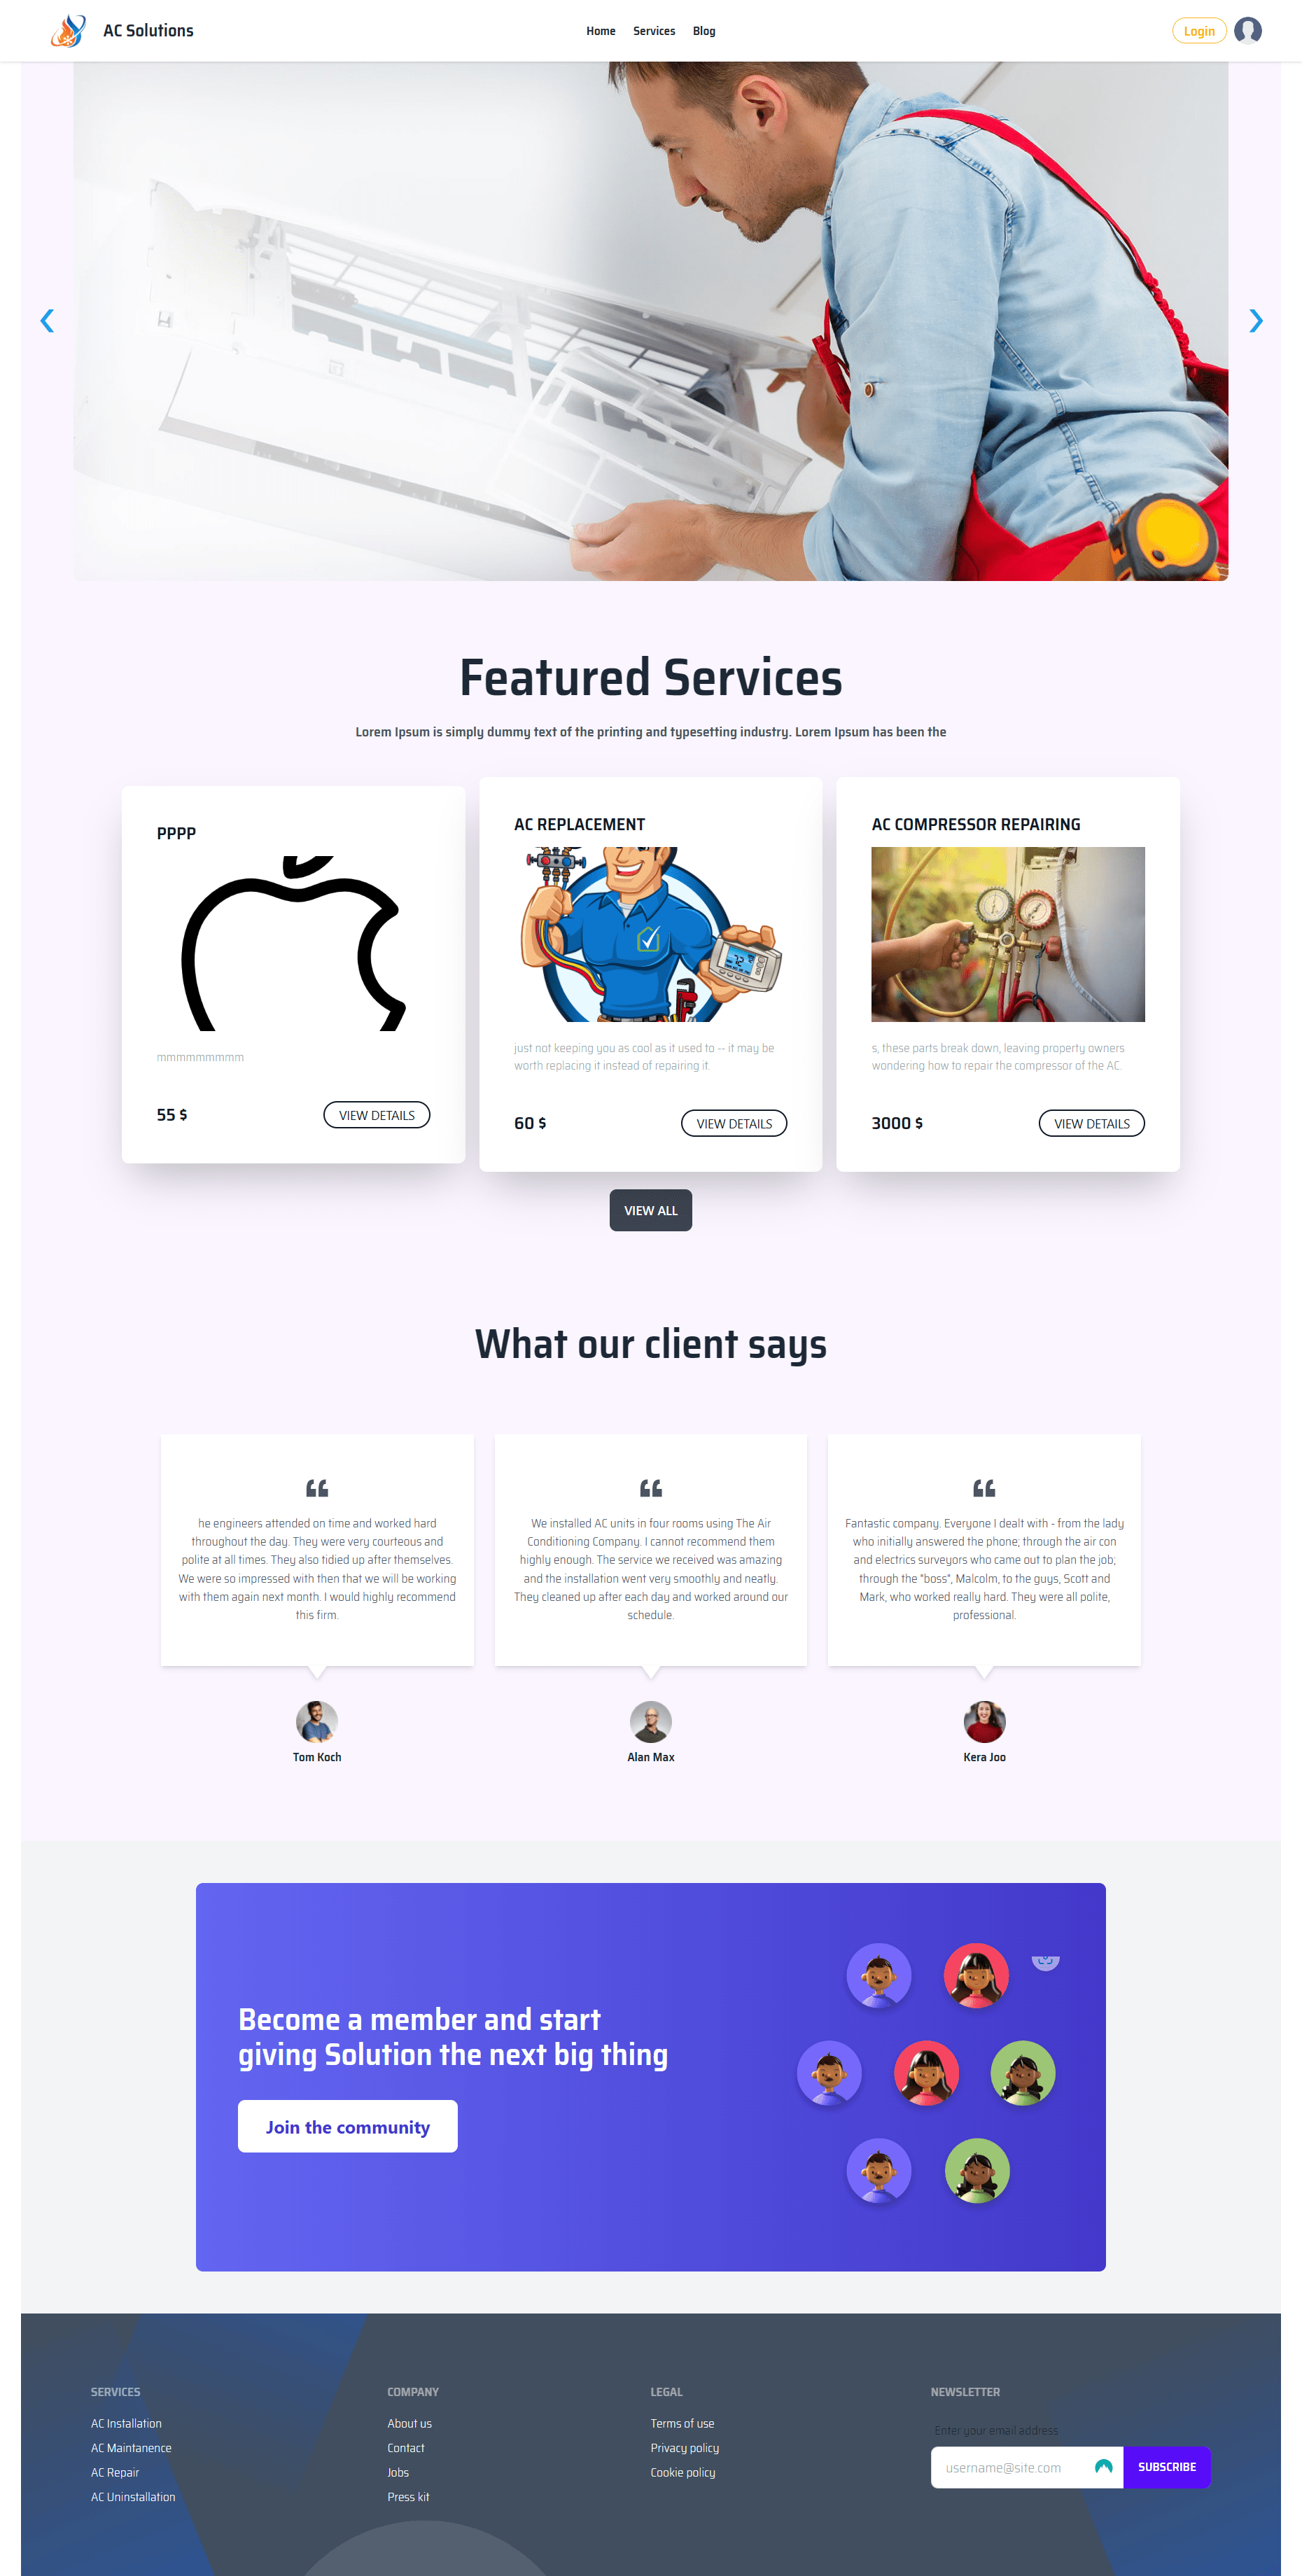 AC Solutions
Home Services Blog
Login
Featured Services
Lorem Ipsum is simply dummy text of the printing and typesetting industry. Lorem Ipsum has been the
PPPP
mmmmmmmmmm
55 $
VIEW DETAILS
AC REPLACEMENT
72
just not keeping you as cool as it used to -- it may be
worth replacing it instead of repairing it.
60 $
VIEW DETAILS
AC COMPRESSOR REPAIRING
s, these parts break down, leaving property owners
wondering how to repair the compressor of the AC.
3000 $
VIEW DETAILS
VIEW ALL
What our client says
he engineers attended on time and worked hard
throughout the day. They were very courteous and
polite at all times. They also tidied up after themselves.
We were so impressed with then that we will be working
with them again next month. I would highly recommend
this firm.
Tom Koch
We installed AC units in four rooms using The Air
Conditioning Company. I cannot recommend them
highly enough. The service we received was amazing
and the installation went very smoothly and neatly.
They cleaned up after each day and worked around our
schedule.
Alan Max
Fantastic company. Everyone I dealt with - from the lady
who initially answered the phone; through the air con
and electrics surveyors who came out to plan the job;
through the "boss", Malcolm, to the guys, Scott and
Mark, who worked really hard. They were all polite,
professional.
Kera Joo
Become a member and start
giving Solution the next big thing
Join the community
SERVICES
AC Installation
AC Maintanence
AC Repair
AC Uninstallation
COMPANY
About us
Contact
Jobs
Press kit
LEGAL
Terms of use
Privacy policy
Cookie policy
NEWSLETTER
Enter your email address
username@site.com
SUBSCRIBE